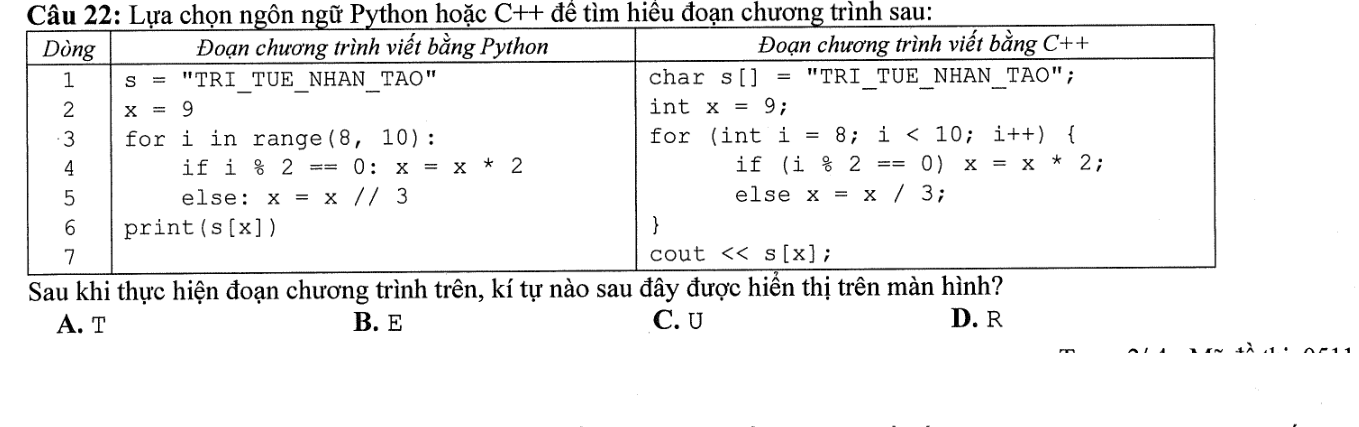 Câu 22: Lựa chọn ngôn ngữ Python hoặc C++ để tìm hiểu đoạn chương trình sau:
Dòng Đoạn chương trình viết bằng Python Đoạn chương trình viết bằng C++
1 s = "TRI_TUE_NHAN_TAO" char s[] = "TRI_TUE_NHAN_TAO";
2 x = 9 int x = 9;
3 for i in range(8, 10): for (int i = 8; i < 10; i++) {
4 if i % 2 == 0: x = x * 2 if (i % 2 == 0) x = x * 2;
5 else: x = x // 3 else x = x / 3;
6 print(s[x]) }
7 cout << s[x];
Sau khi thực hiện đoạn chương trình trên, kí tự nào sau đây được hiển thị trên màn hình?
A. T B. E C. U D. R